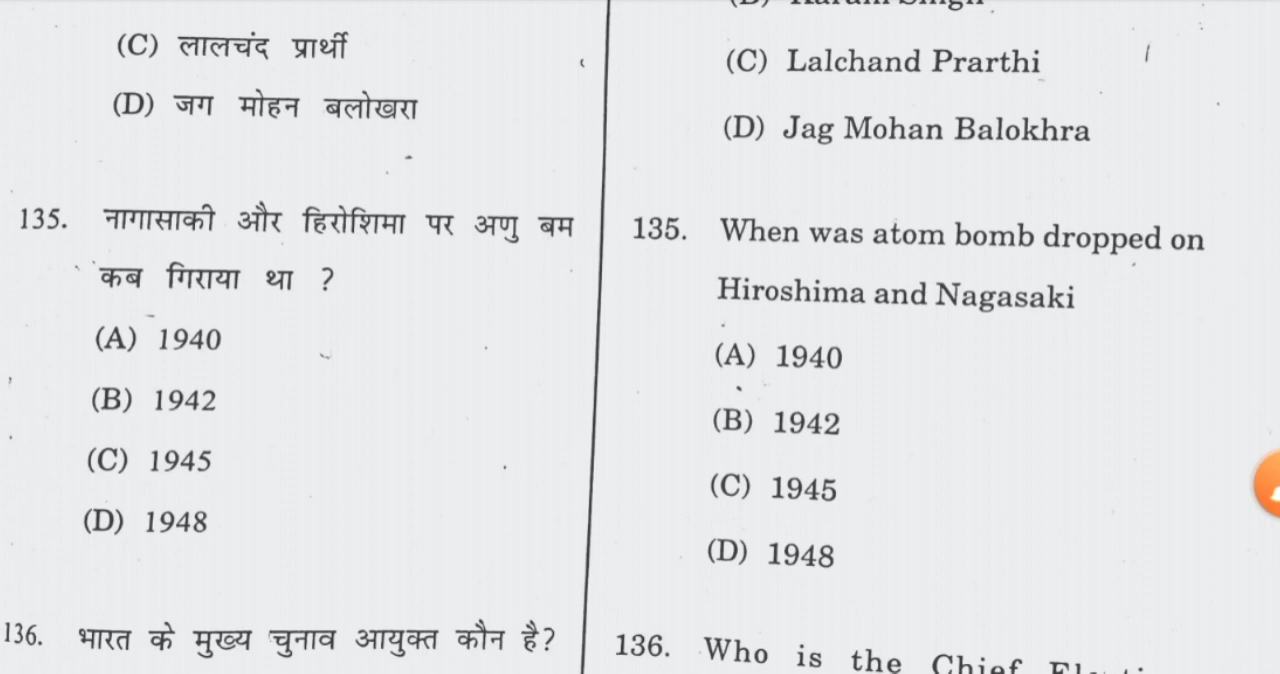 (C) लालचंद प्रार्थी
(D) जग मोहन बलोखरा
135. नागासाकी और हिरोशिमा पर अणु बम
कब गिराया था ?
(A) 1940
(B) 1942
(C) 1945
(D) 1948
136. भारत के मुख्य चुनाव आयुक्त कौन है?
(C) Lalchand Prarthi
(D) Jag Mohan Balokhra
135. When was atom bomb dropped on
Hiroshima and Nagasaki
(A) 1940
(B) 1942
(C) 1945
(D) 1948
136. Who is the Chief